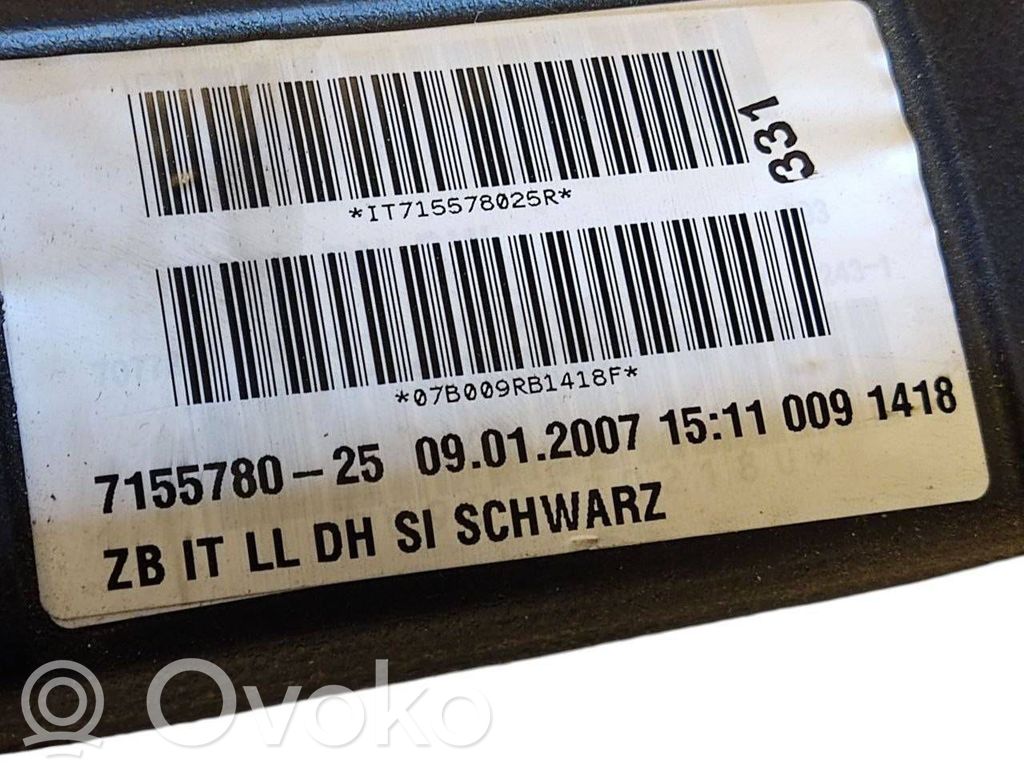 331
*IT715578025R*
*07B009RB1418F*
7155780-25 09.01.2007 15:11 009 1418
ZB IT LL DH SI SCHWARZ
Ovoko